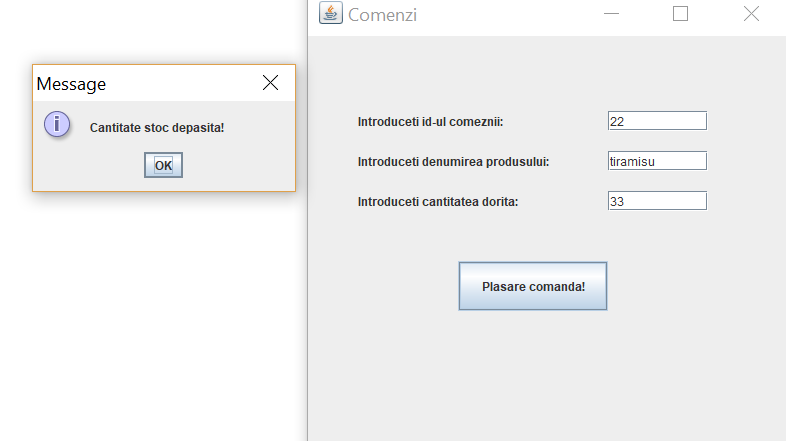 Comenzi
Message
Cantitate stoc depasita!
OK
Introduceti id-ul comeznii:
22
Introduceti denumirea produsului:
tiramisu
Introduceti cantitatea dorita:
33
Plasare comanda!